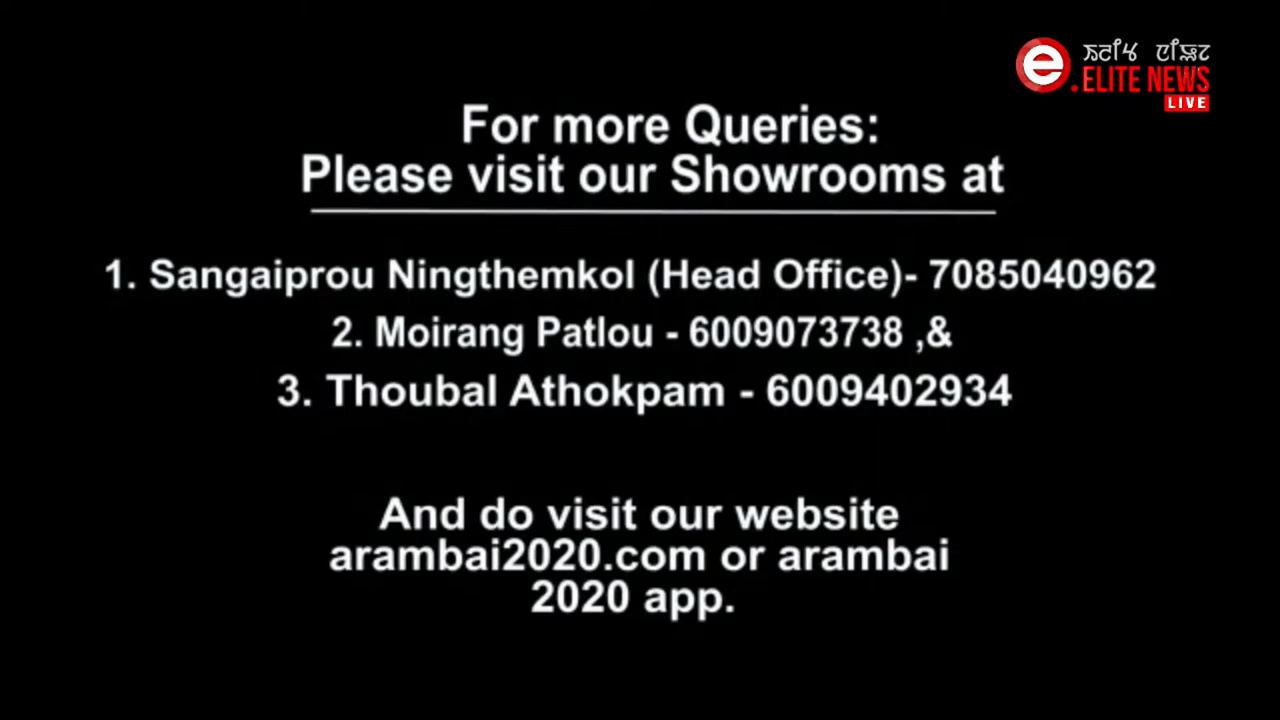 ELITE NEWS
LIVE
For more Queries:
Please visit our Showrooms at
1. Sangaiprou Ningthemkol (Head Office)- 7085040962
2. Moirang Patlou - 6009073738 ,&
3. Thoubal Athokpam - 6009402934
And do visit our website
arambai2020.com or arambai
2020 app.